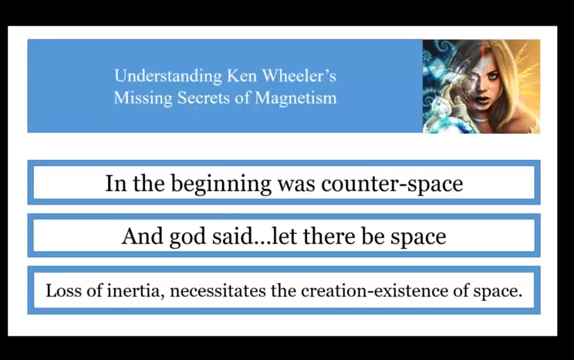 Understanding Ken Wheeler's
Missing Secrets of Magnetism
In the beginning was counter-space
And god said...let there be space
Loss of inertia, necessitates the creation-existence of space.